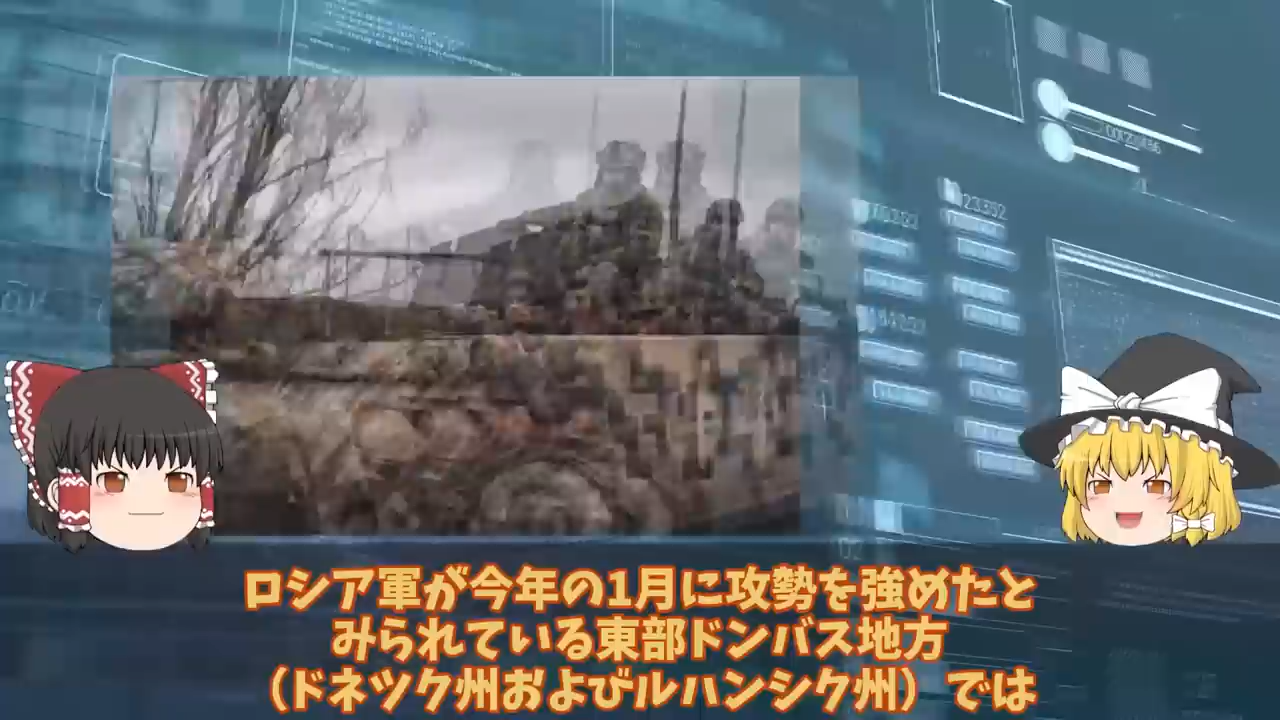 23352
ロシア軍が今年の1月に攻勢を強めたと
みられている東部ドンバス地方
（ドネツク州およびルハンシク州）では